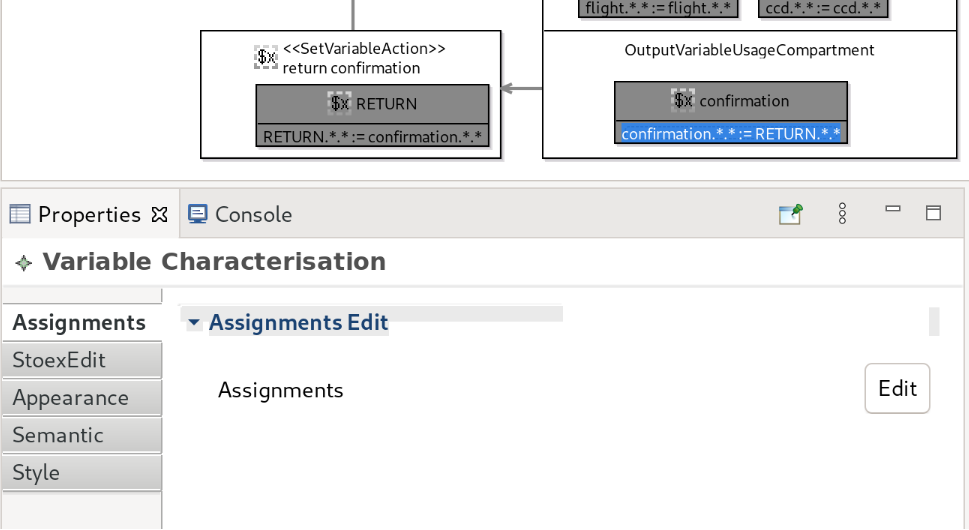 flight.*.* := flight.*.*
ccd.*.* := ccd.*.*
<<SetVariableAction>>
return confirmation
$x RETURN
RETURN.*.* := confirmation.*.*
OutputVariableUsageCompartment
$x confirmation
confirmation.*.* := RETURN.*.*
Properties
Console
Variable Characterisation
Assignments
StoexEdit
Appearance
Semantic
Style
Assignments Edit
Assignments
Edit